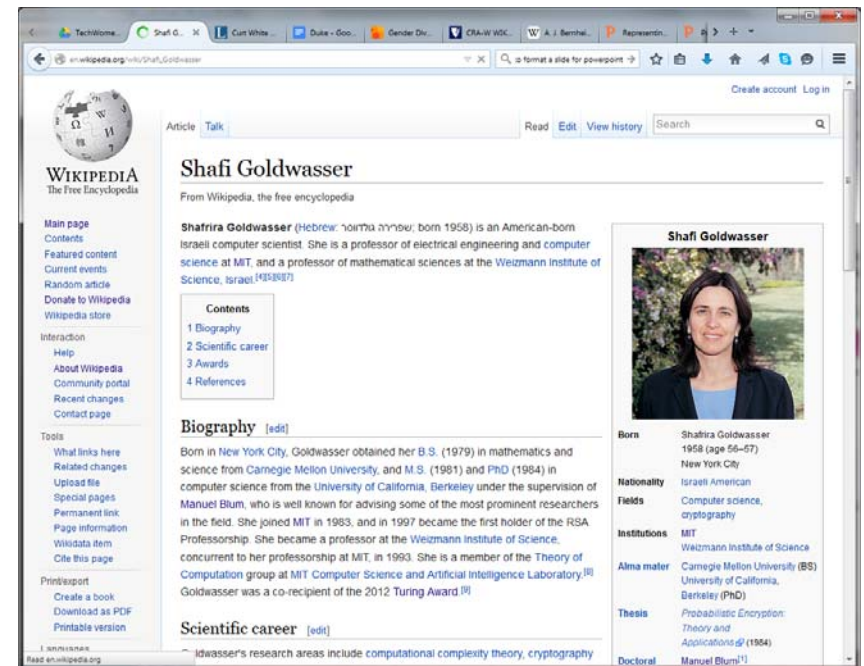 TechWome...
Shafi G...
Curt White ...
Duke - Goo...
Gender Div...
CRA-W WIK...
A. J. Bernhei...
Representin...
en.wikipedia.org/wiki/Shafi_Goldwasser
o format a slide for powerpoint
Create account Log in
Article Talk
Read Edit View history
Search
WIKIPEDIA
The Free Encyclopedia
Main page
Contents
Featured content
Current events
Random article
Donate to Wikipedia
Wikipedia store
Interaction
Help
About Wikipedia
Community portal
Recent changes
Contact page
Tools
What links here
Related changes
Upload file
Special pages
Permanent link
Page information
Wikidata item
Cite this page
Print/export
Create a book
Download as PDF
Printable version
Languages
Read en.wikipedia.org
Shafi Goldwasser
From Wikipedia, the free encyclopedia
Shafrira Goldwasser (Hebrew: שפרירה גולדווסר; born 1958) is an American-born
Israeli computer scientist. She is a professor of electrical engineering and computer
science at MIT, and a professor of mathematical sciences at the Weizmann Institute of
Science, Israel.[4][5][6][7]
Contents
1 Biography
2 Scientific career
3 Awards
4 References
Biography [edit]
Born in New York City, Goldwasser obtained her B.S. (1979) in mathematics and
science from Carnegie Mellon University, and M.S. (1981) and PhD (1984) in
computer science from the University of California, Berkeley under the supervision of
Manuel Blum, who is well known for advising some of the most prominent researchers
in the field. She joined MIT in 1983, and in 1997 became the first holder of the RSA
Professorship. She became a professor at the Weizmann Institute of Science,
concurrent to her professorship at MIT, in 1993. She is a member of the Theory of
Computation group at MIT Computer Science and Artificial Intelligence Laboratory.[8]
Goldwasser was a co-recipient of the 2012 Turing Award.[9]
Scientific career [edit]
Goldwasser's research areas include computational complexity theory, cryptography
Shafi Goldwasser
Born Shafrira Goldwasser
1958 (age 56–57)
New York City
Nationality Israeli American
Fields Computer science,
cryptography
Institutions MIT
Weizmann Institute of Science
Alma mater Carnegie Mellon University (BS)
University of California,
Berkeley (PhD)
Thesis Probabilistic Encryption:
Theory and
Applications (1984)
Doctoral Manuel Blum[1]